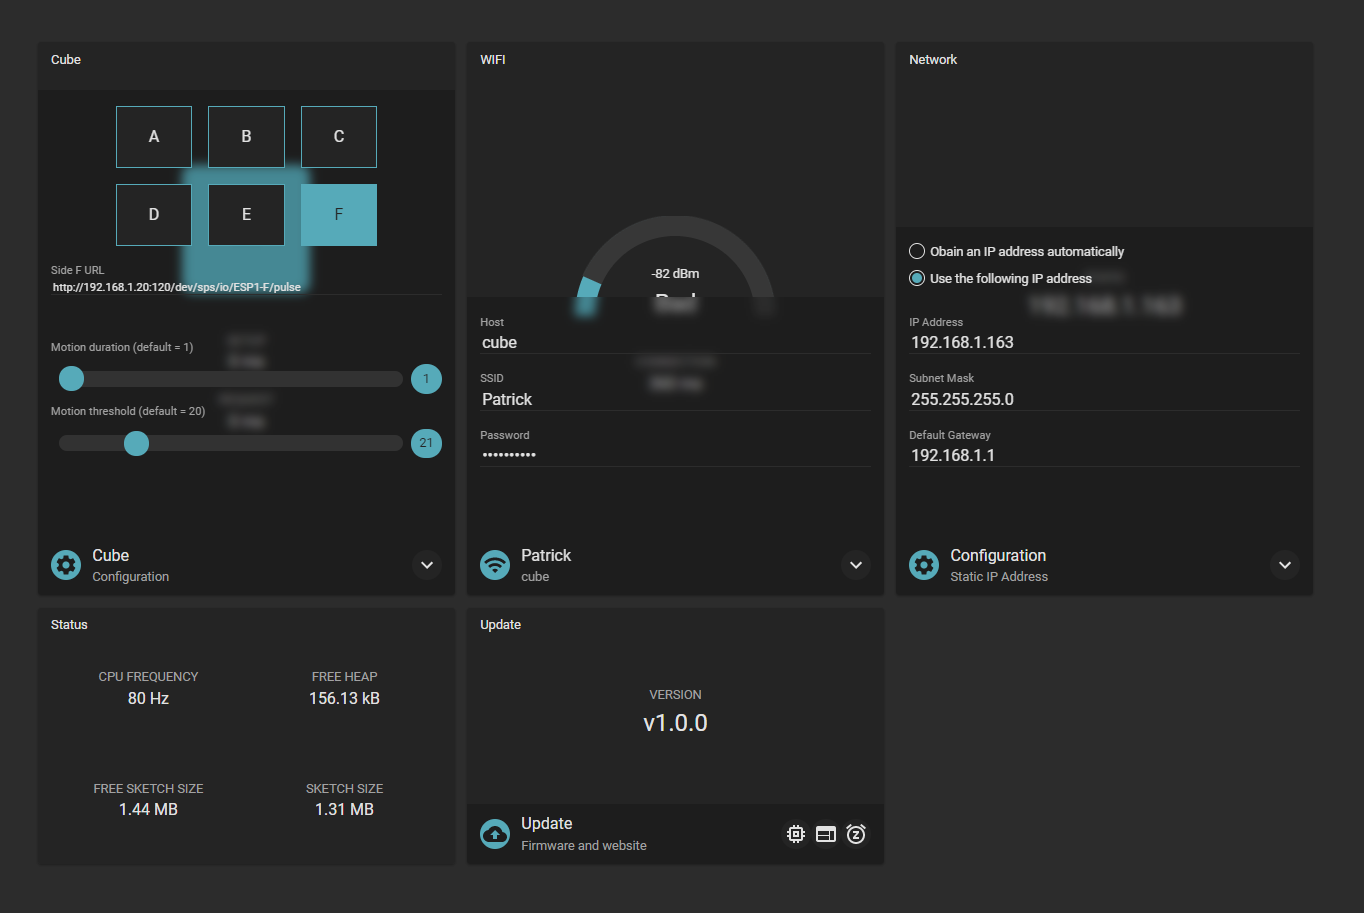 Cube
A
B
C
D
E
F
Side F URL
http://192.168.1.20:120/dev/sps/io/ESP1-F/pulse
Motion duration (default = 1)
1
Motion threshold (default = 20)
21
Cube
Configuration
WIFI
-82 dBm
Host
cube
SSID
Patrick
Password
••••••••••
Patrick
cube
Network
Obain an IP address automatically
Use the following IP address
192.168.1.163
IP Address
192.168.1.163
Subnet Mask
255.255.255.0
Default Gateway
192.168.1.1
Configuration
Static IP Address
Status
CPU FREQUENCY
80 Hz
FREE HEAP
156.13 kB
FREE SKETCH SIZE
1.44 MB
SKETCH SIZE
1.31 MB
Update
VERSION
v1.0.0
Update
Firmware and website